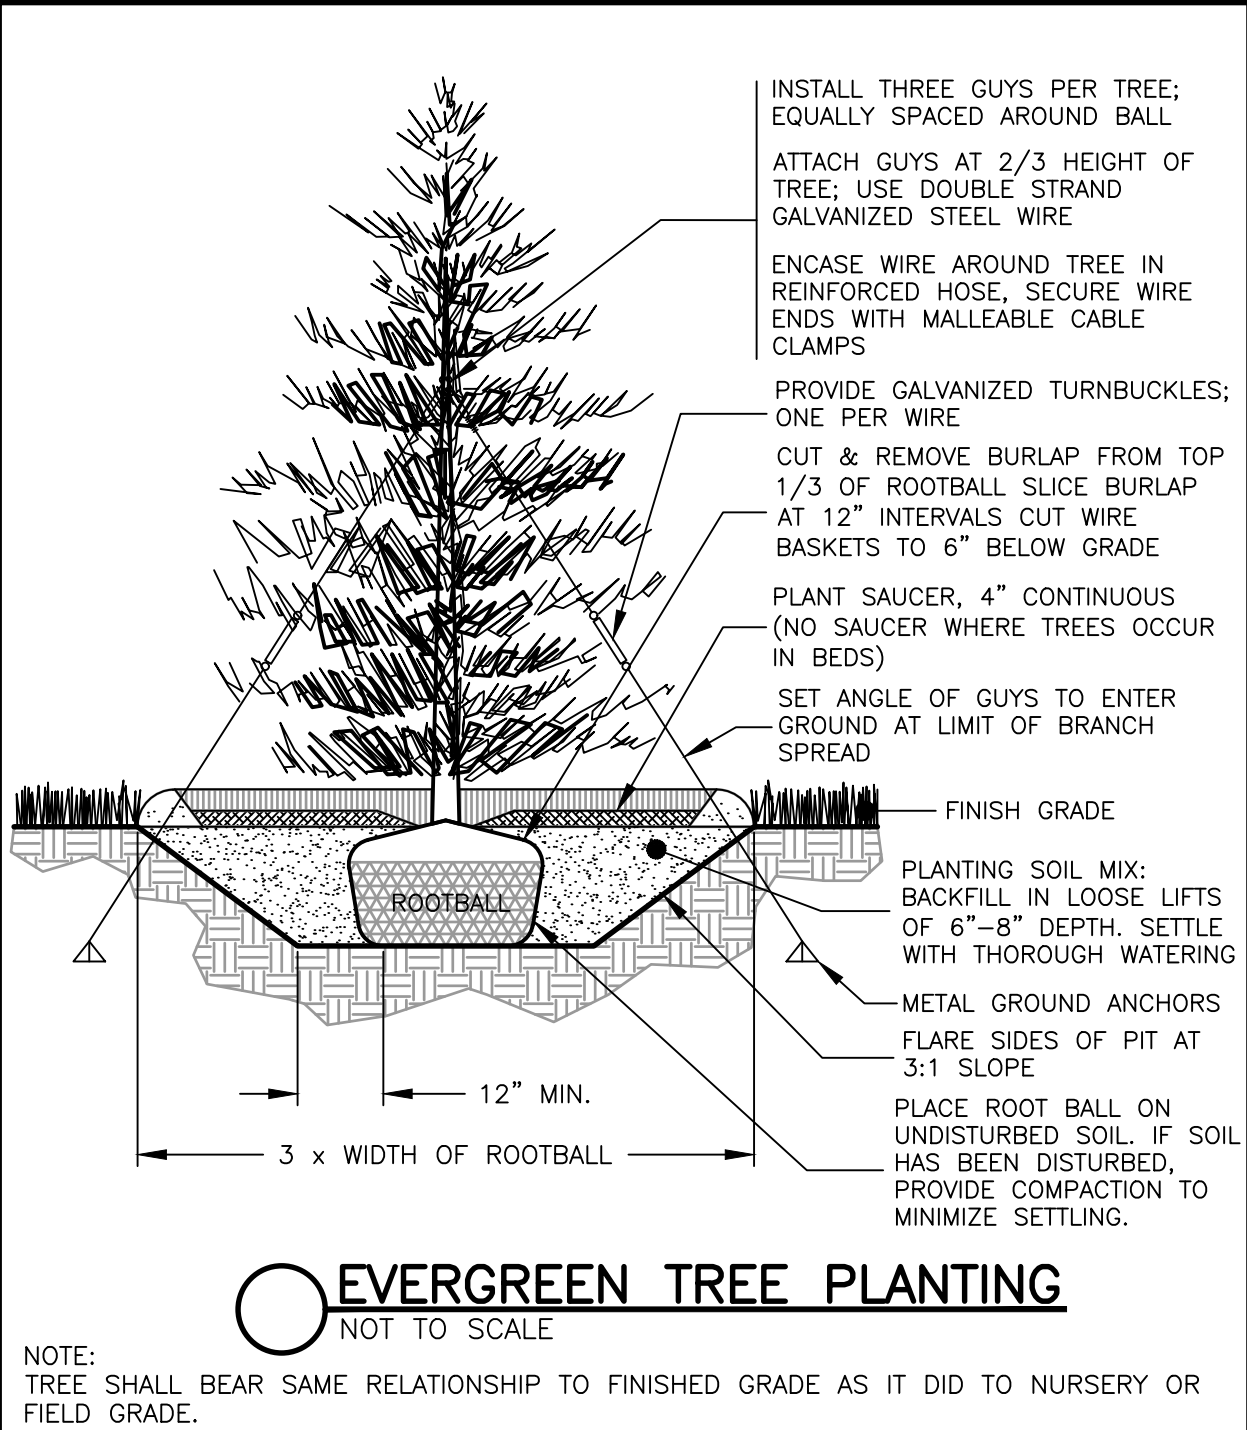 INSTALL THREE GUYS PER TREE;
EQUALLY SPACED AROUND BALL
ATTACH GUYS AT 2/3 HEIGHT OF
TREE; USE DOUBLE STRAND
GALVANIZED STEEL WIRE
ENCASE WIRE AROUND TREE IN
REINFORCED HOSE, SECURE WIRE
ENDS WITH MALLEABLE CABLE
CLAMPS
PROVIDE GALVANIZED TURNBUCKLES;
ONE PER WIRE
CUT & REMOVE BURLAP FROM TOP
1/3 OF ROOTBALL SLICE BURLAP
AT 12” INTERVALS CUT WIRE
BASKETS TO 6” BELOW GRADE
PLANT SAUCER, 4” CONTINUOUS
(NO SAUCER WHERE TREES OCCUR
IN BEDS)
SET ANGLE OF GUYS TO ENTER
GROUND AT LIMIT OF BRANCH
SPREAD
FINISH GRADE
PLANTING SOIL MIX:
BACKFILL IN LOOSE LIFTS
OF 6”–8” DEPTH. SETTLE
WITH THOROUGH WATERING
ROOTBALL
METAL GROUND ANCHORS
FLARE SIDES OF PIT AT
3:1 SLOPE
12” MIN.
PLACE ROOT BALL ON
UNDISTURBED SOIL. IF SOIL
HAS BEEN DISTURBED,
PROVIDE COMPACTION TO
MINIMIZE SETTLING.
3 x WIDTH OF ROOTBALL
EVERGREEN TREE PLANTING
NOT TO SCALE
NOTE:
TREE SHALL BEAR SAME RELATIONSHIP TO FINISHED GRADE AS IT DID TO NURSERY OR
FIELD GRADE.